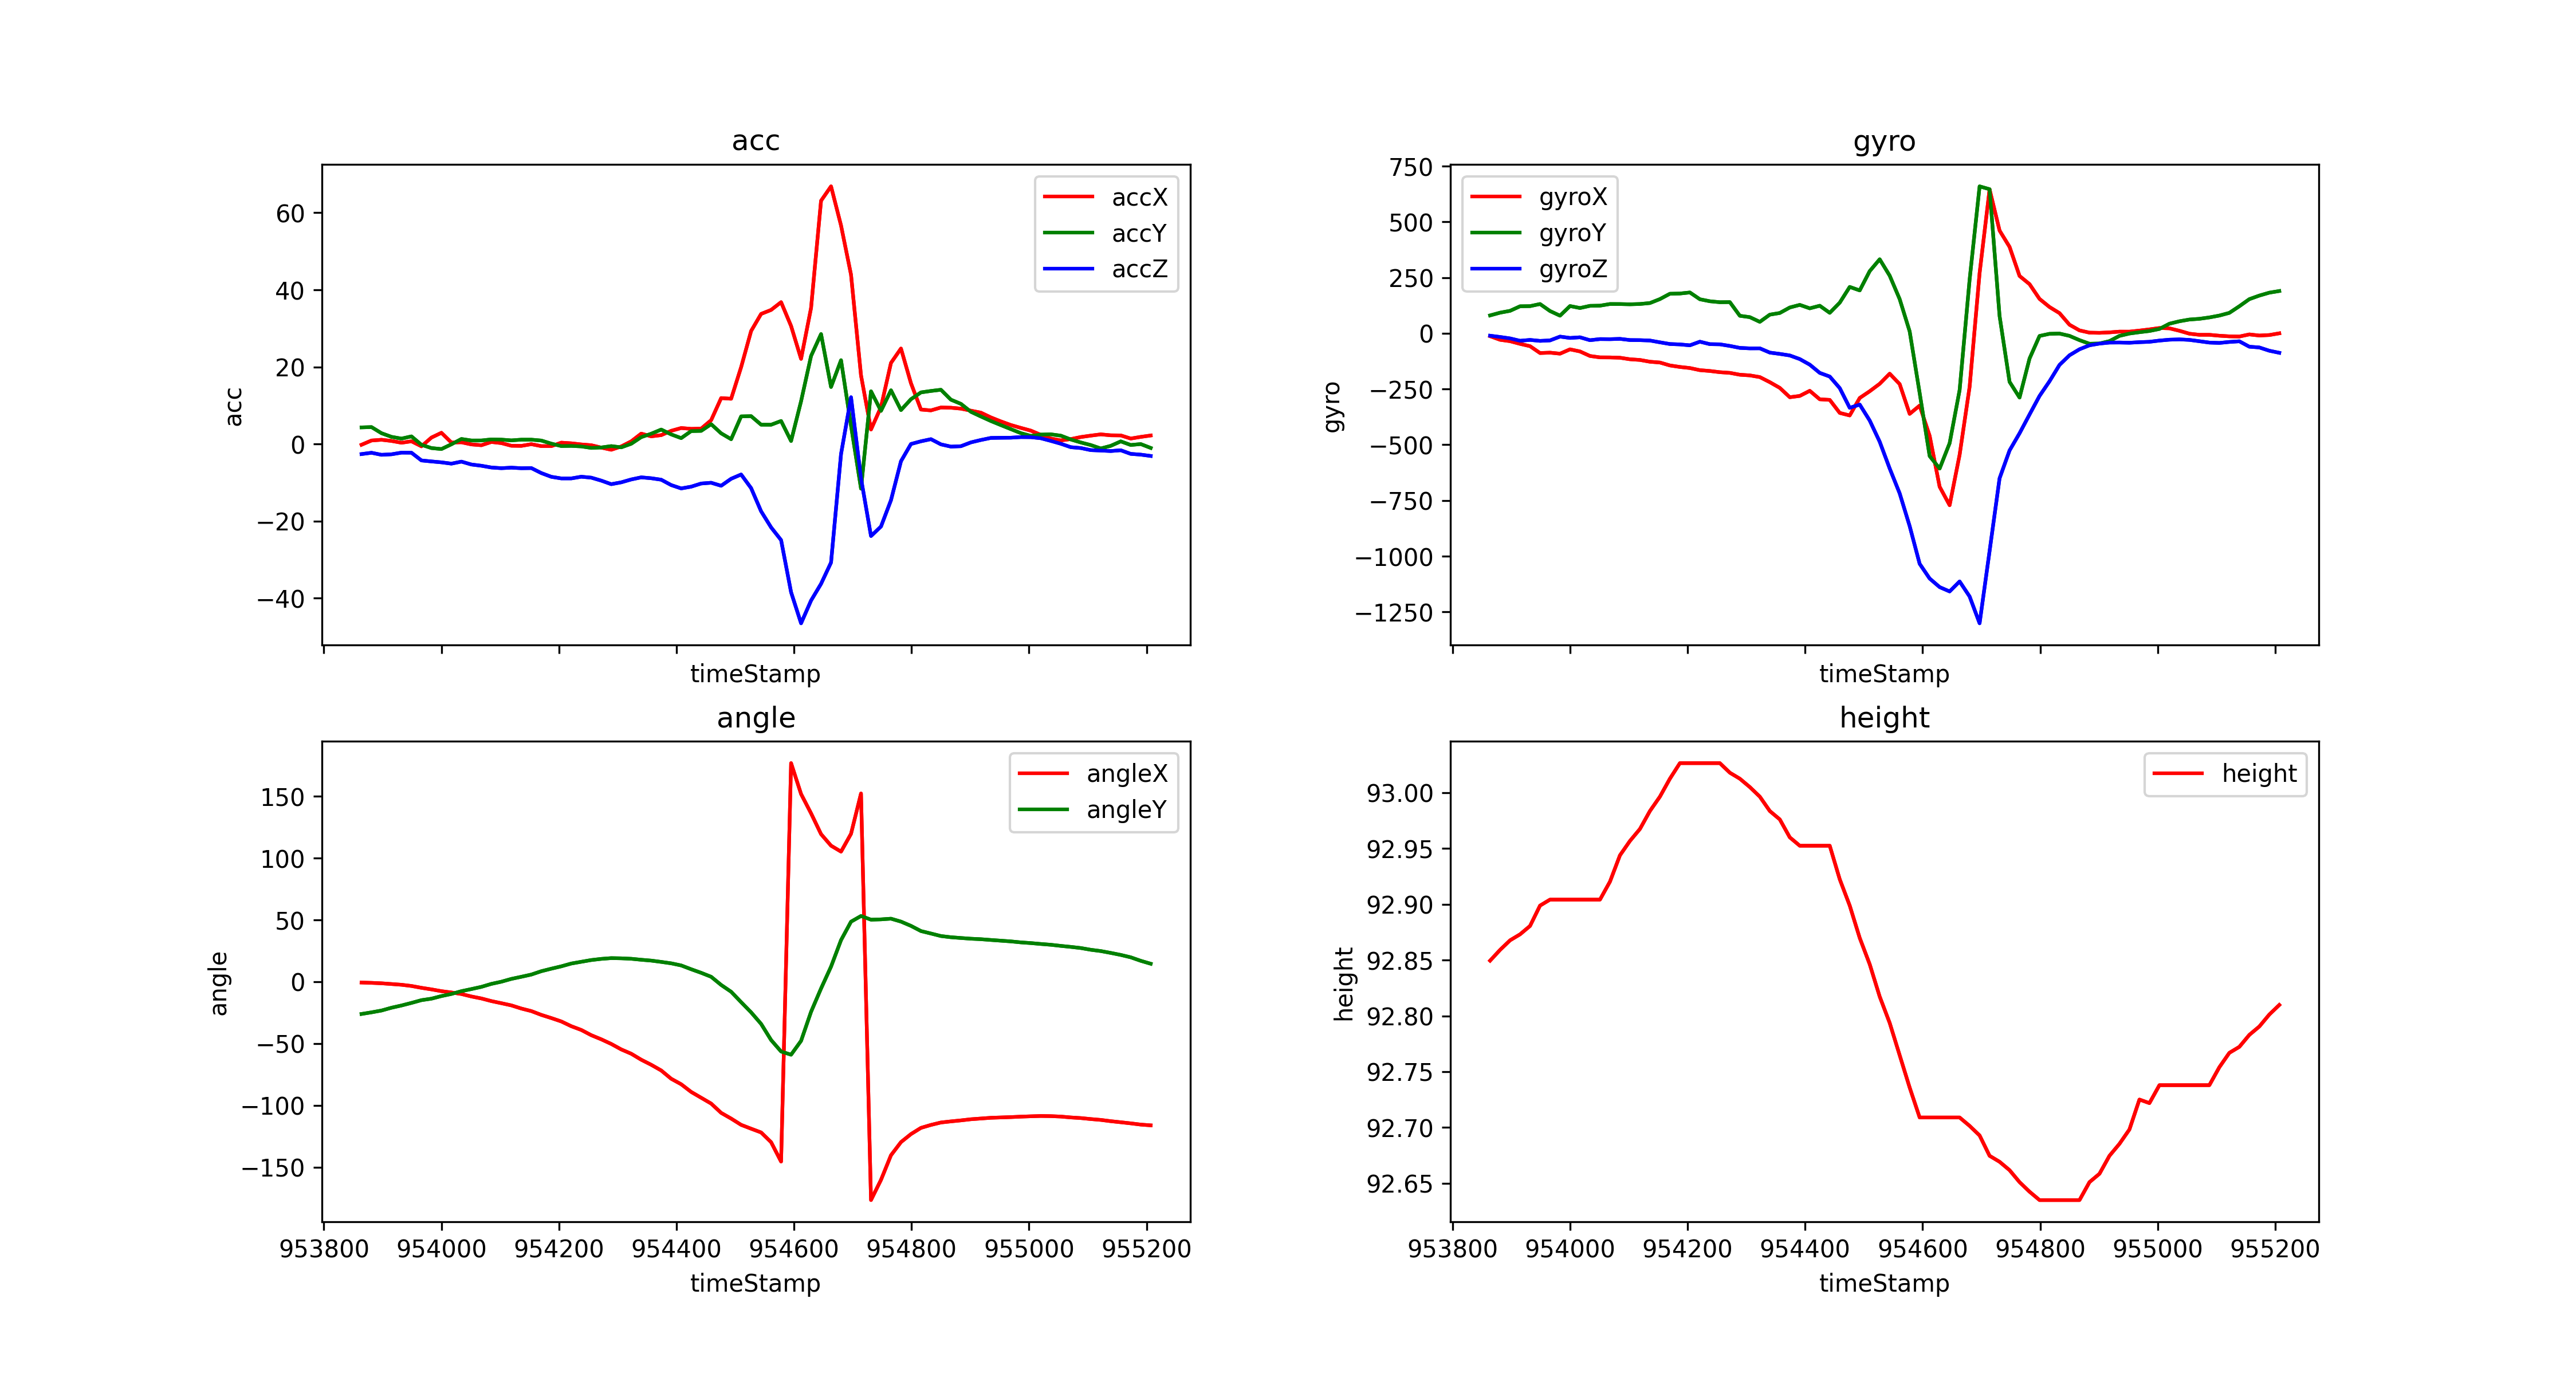 acc
accX
accY
accZ
60
40
20
0
−20
−40
acc
timeStamp
gyro
gyroX
gyroY
gyroZ
750
500
250
0
−250
−500
−750
−1000
−1250
gyro
timeStamp
angle
angleX
angleY
150
100
50
0
−50
−100
−150
angle
953800 954000 954200 954400 954600 954800 955000 955200
timeStamp
height
height
93.00
92.95
92.90
92.85
92.80
92.75
92.70
92.65
height
953800 954000 954200 954400 954600 954800 955000 955200
timeStamp